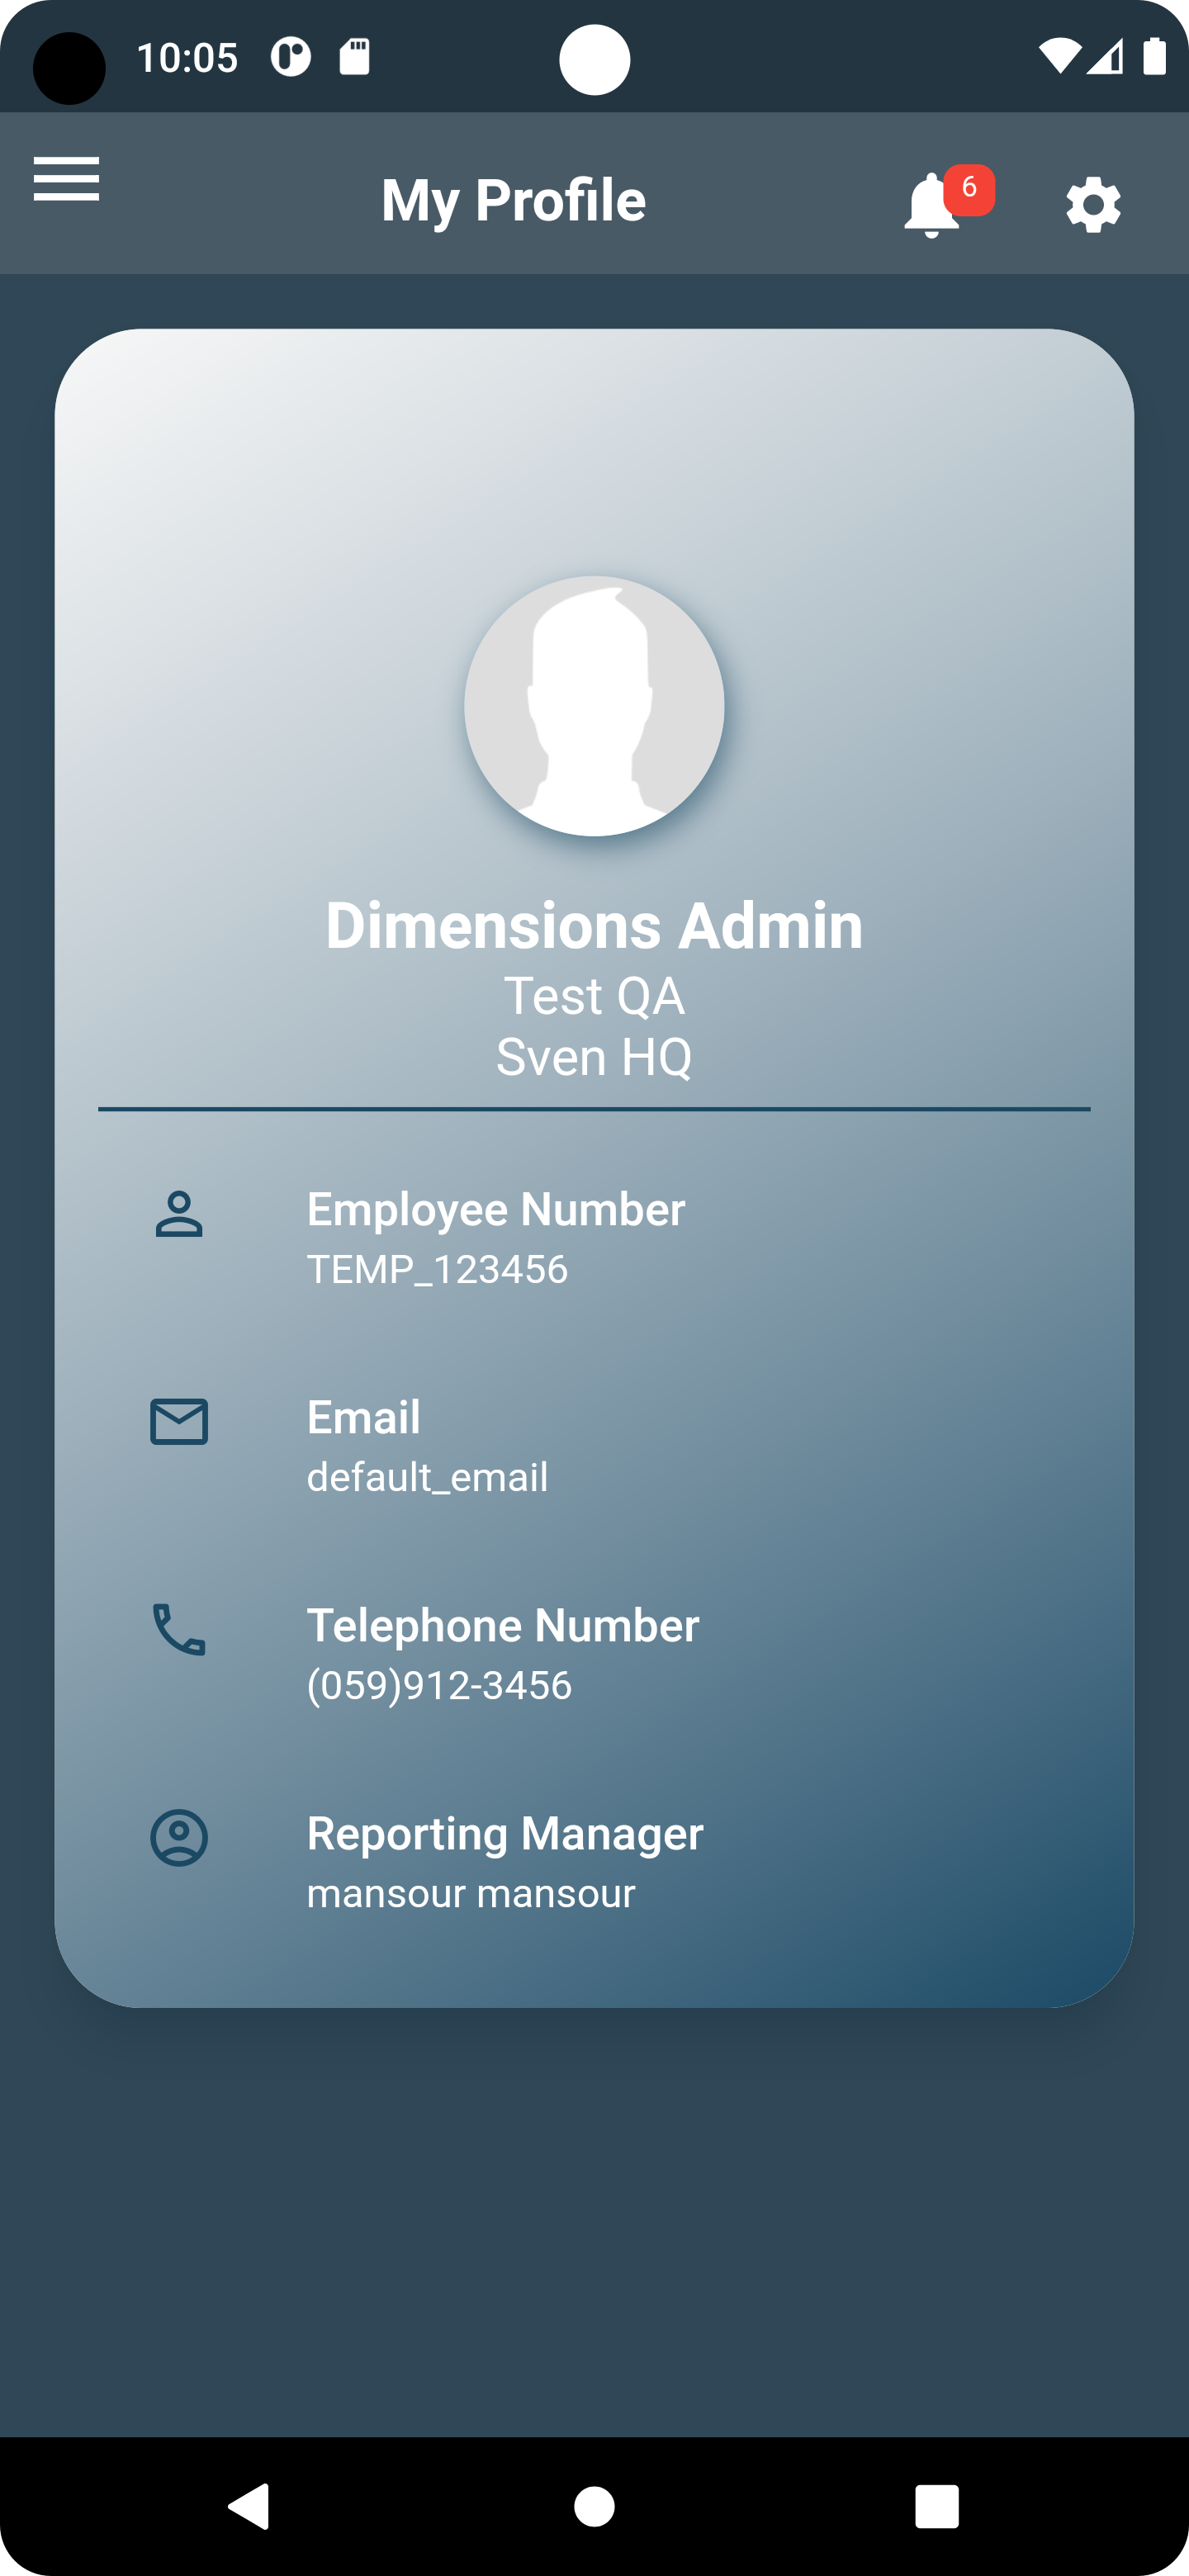 10:05
My Profile
6
Dimensions Admin
Test QA
Sven HQ
Employee Number
TEMP_123456
Email
default_email
Telephone Number
(059)912-3456
Reporting Manager
mansour mansour